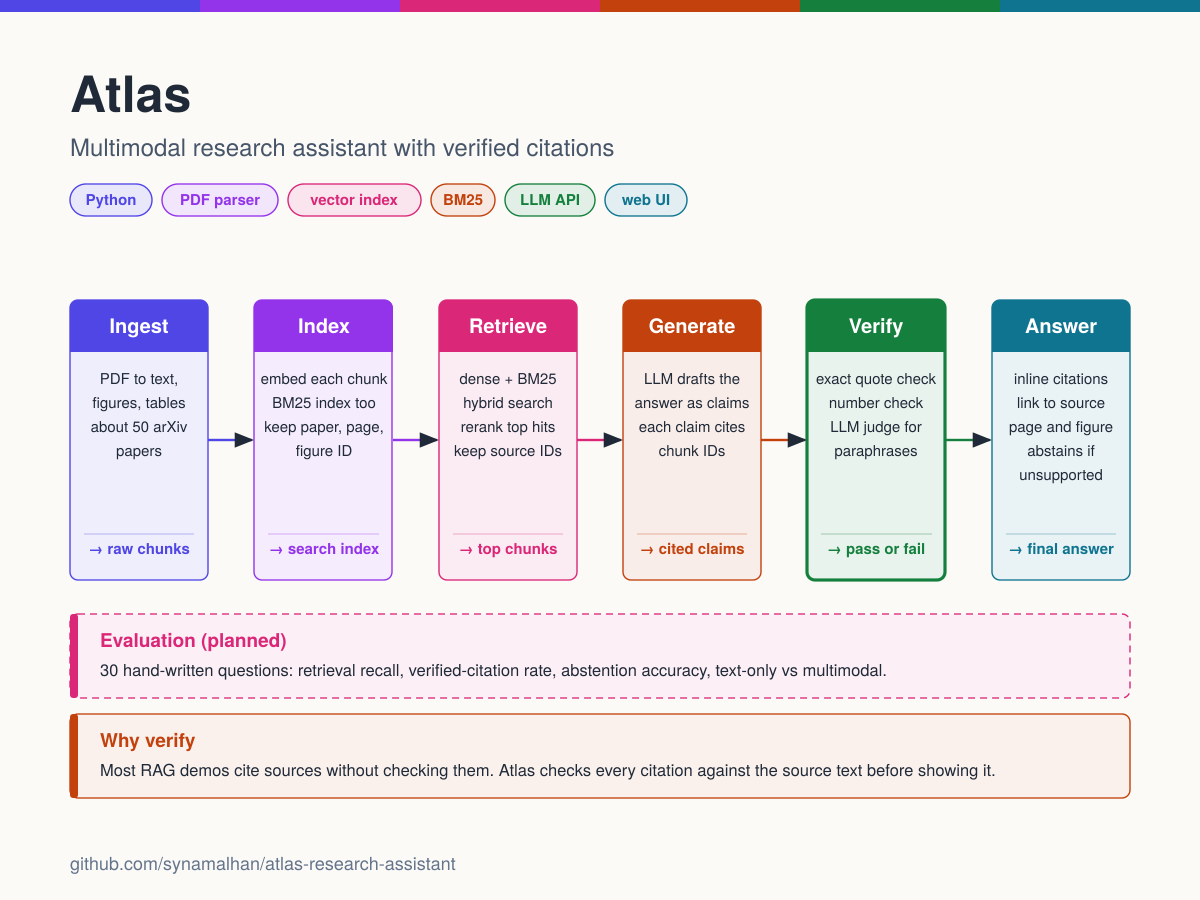 Atlas
Multimodal research assistant with verified citations
Python
PDF parser
vector index
BM25
LLM API
web UI
Ingest
PDF to text,
figures, tables
about 50 arXiv
papers
→ raw chunks
Index
embed each chunk
BM25 index too
keep paper, page,
figure ID
→ search index
Retrieve
dense + BM25
hybrid search
rerank top hits
keep source IDs
→ top chunks
Generate
LLM drafts the
answer as claims
each claim cites
chunk IDs
→ cited claims
Verify
exact quote check
number check
LLM judge for
paraphrases
→ pass or fail
Answer
inline citations
link to source
page and figure
abstains if
unsupported
→ final answer
Evaluation (planned)
30 hand-written questions: retrieval recall, verified-citation rate, abstention accuracy, text-only vs multimodal.
Why verify
Most RAG demos cite sources without checking them. Atlas checks every citation against the source text before showing it.
github.com/synamalhan/atlas-research-assistant